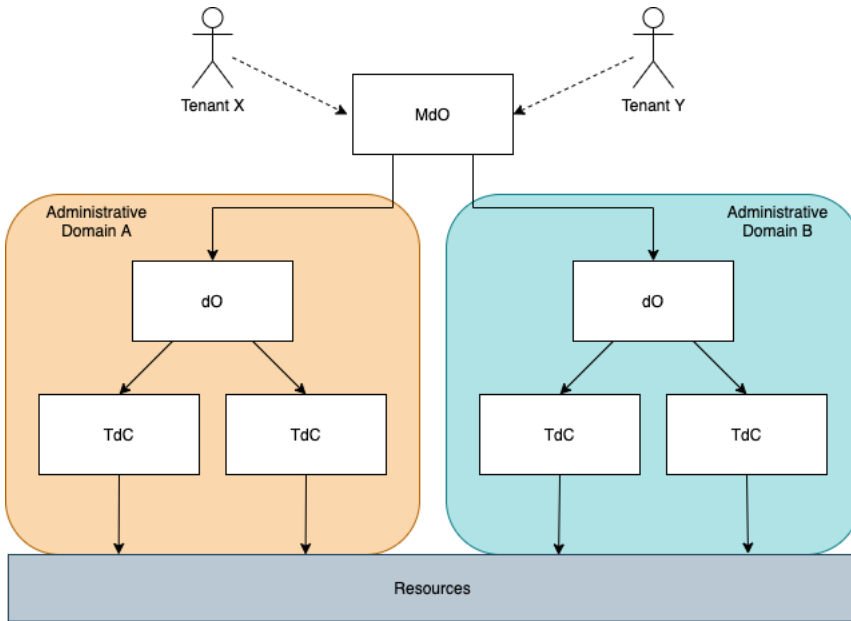 Tenant X
Tenant Y
MdO
Administrative
Domain A
Administrative
Domain B
dO
dO
TdC
TdC
TdC
TdC
Resources